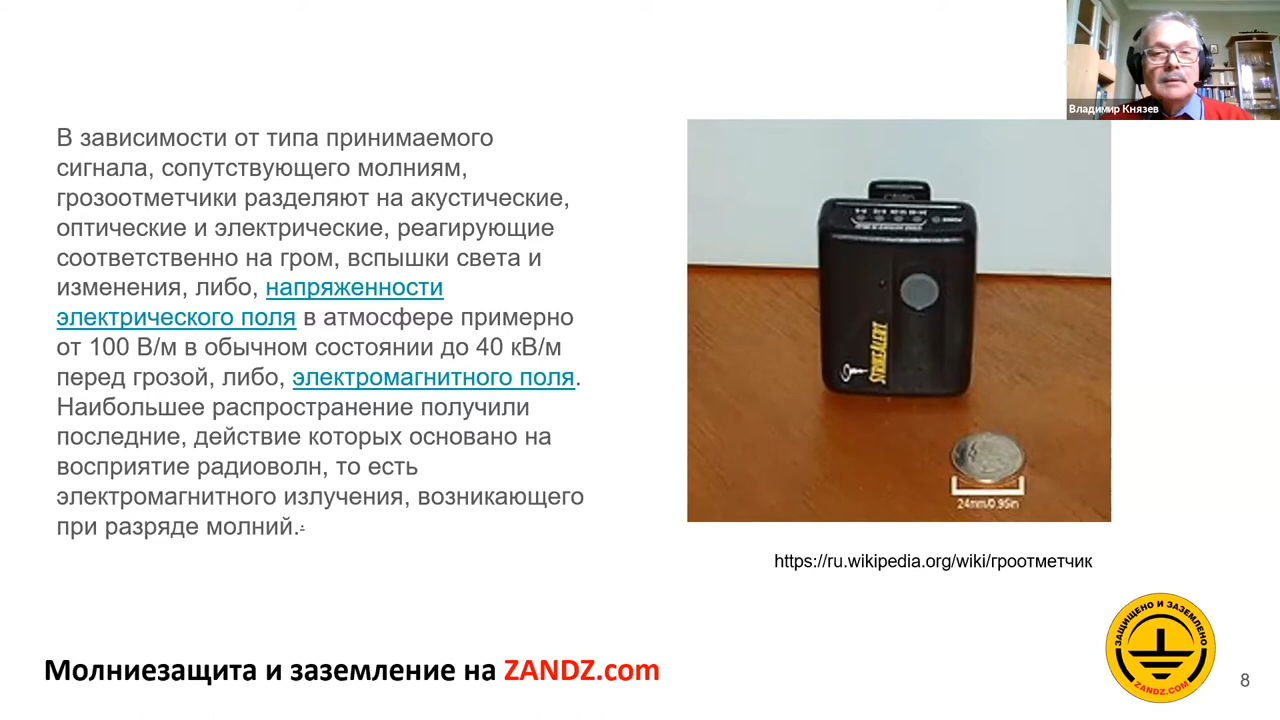 Владимир Князев
В зависимости от типа принимаемого
сигнала, сопутствующего молниям,
грозоотметчики разделяют на акустические,
оптические и электрические, реагирующие
соответственно на гром, вспышки света и
изменения, либо, напряженности
электрического поля в атмосфере примерно
от 100 В/м в обычном состоянии до 40 кВ/м
перед грозой, либо, электромагнитного поля.
Наибольшее распространение получили
последние, действие которых основано на
восприятие радиоволн, то есть
электромагнитного излучения, возникающего
при разряде молний.
STRIKEALERT
24mm/0.95in
https://ru.wikipedia.org/wiki/гроотметчик
Молниезащита и заземление на ZANDZ.com
ЗАЩИЩЕНО И ЗАЗЕМЛЕНО
ZANDZ.COM
8